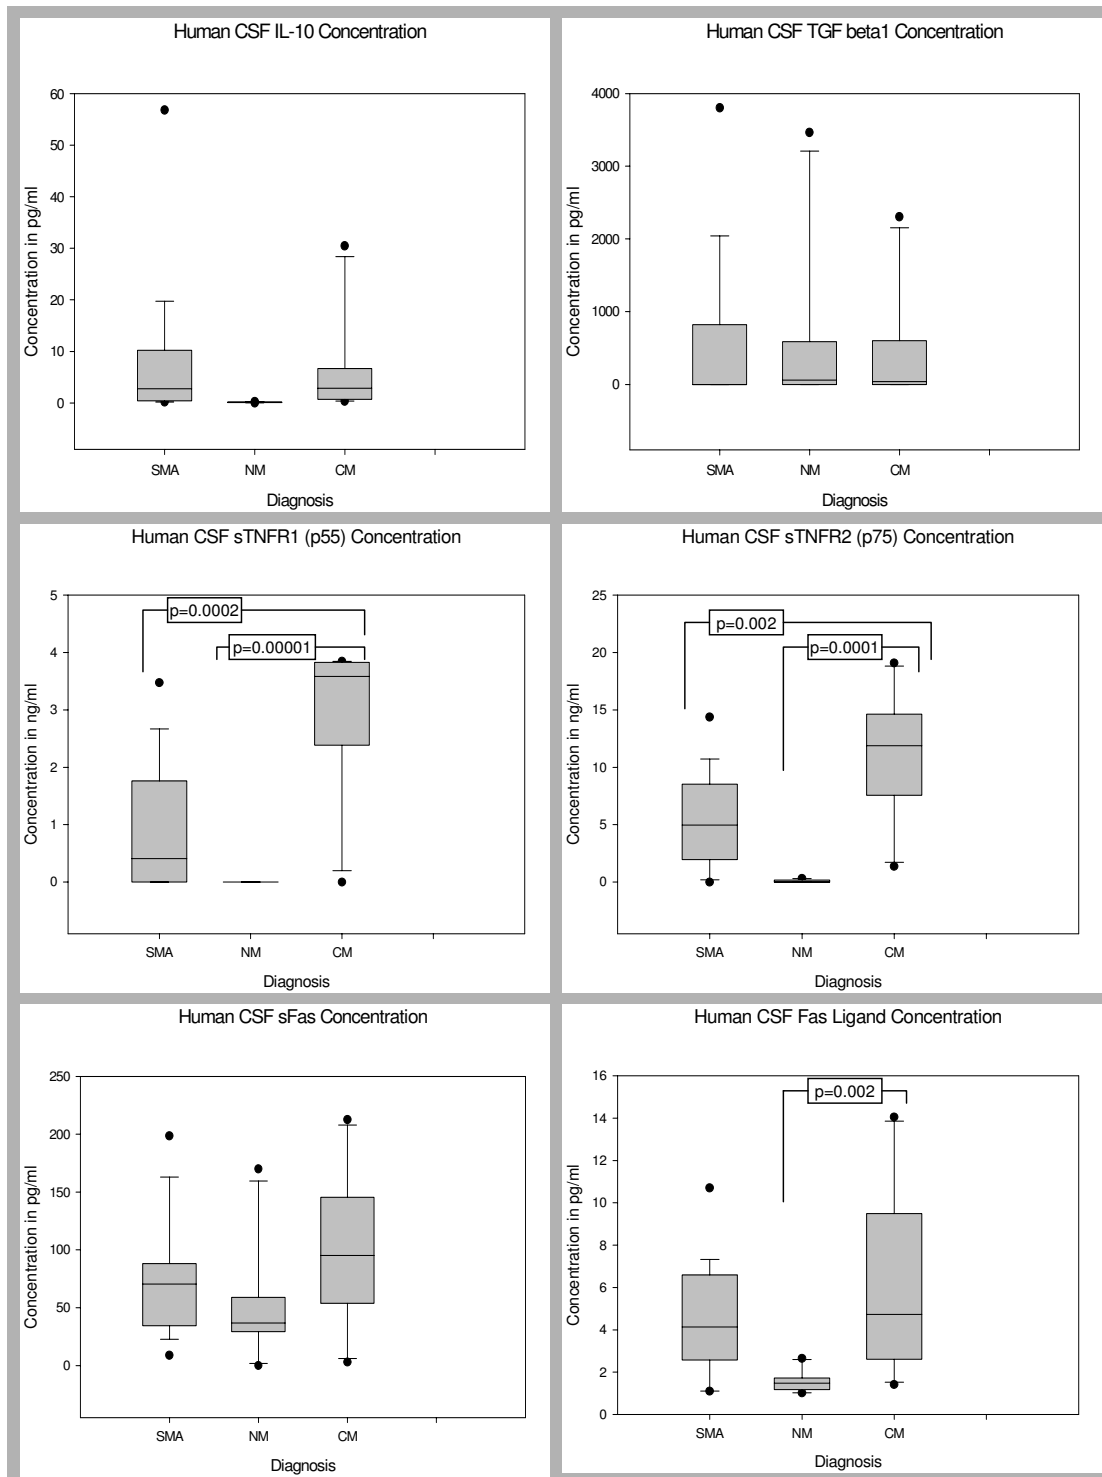 Human CSF IL-10 Concentration
Concentration in pg/ml
60
50
40
30
20
10
0
SMA NM CM
Diagnosis
Human CSF TGF beta1 Concentration
Concentration in pg/ml
4000
3000
2000
1000
0
SMA NM CM
Diagnosis
Human CSF sTNFR1 (p55) Concentration
Concentration in ng/ml
5
4
3
2
1
0
p=0.0002
p=0.00001
SMA NM CM
Diagnosis
Human CSF sTNFR2 (p75) Concentration
Concentration in ng/ml
25
20
15
10
5
0
p=0.002
p=0.0001
SMA NM CM
Diagnosis
Human CSF sFas Concentration
Concentration in pg/ml
250
200
150
100
50
0
SMA NM CM
Diagnosis
Human CSF Fas Ligand Concentration
Concentration in pg/ml
16
14
12
10
8
6
4
2
0
p=0.002
SMA NM CM
Diagnosis